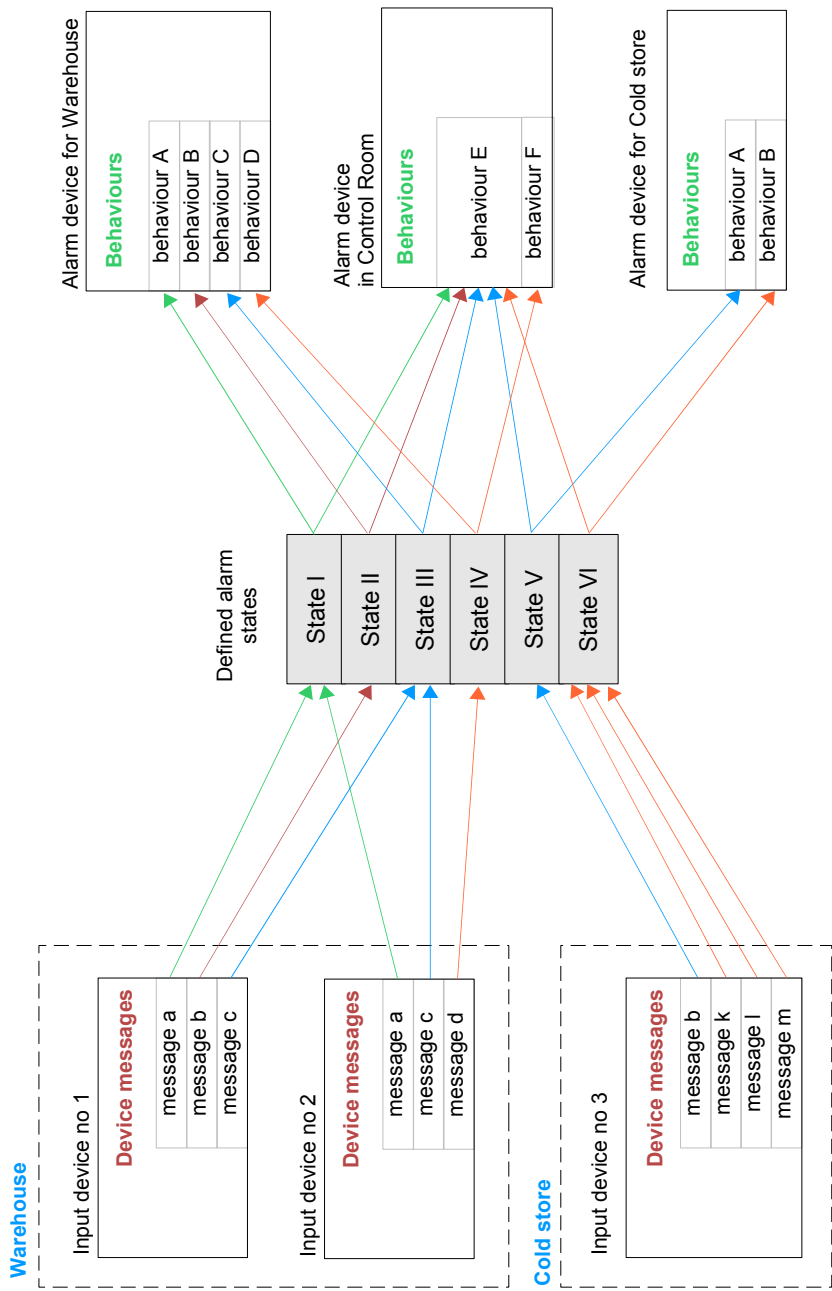 Warehouse
Input device no 1
Device messages
message a
message b
message c
Input device no 2
Device messages
message a
message c
message d
Cold store
Input device no 3
Device messages
message b
message k
message l
message m
Defined alarm
states
State I
State II
State III
State IV
State V
State VI
Alarm device for Warehouse
Behaviours
behaviour A
behaviour B
behaviour C
behaviour D
Alarm device
in Control Room
Behaviours
behaviour E
behaviour F
Alarm device for Cold store
Behaviours
behaviour A
behaviour B